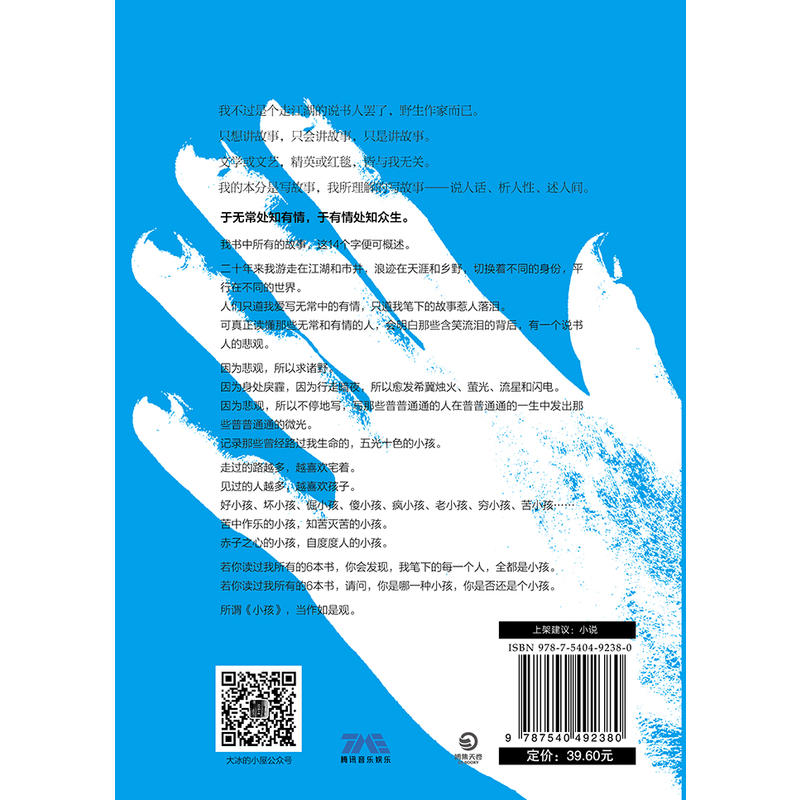 我不过是个走江湖的说书人罢了，野生作家而已。
只想讲故事，只会讲故事，只是讲故事。
文学或文艺，精英或红毯，皆与我无关。
我的本分是写故事，我所理解的写故事——说人话、析人性、述人间。
于无常处知有情，于有情处知众生。
我书中所有的故事，这14个字便可概述。
二十年来我游走在江湖和市井，浪迹在天涯和乡野，切换着不同的身份，平
行在不同的世界。
人们只道我爱写无常中的有情，只道我笔下的故事惹人落泪。
可真正读懂那些无常和有情的人，会明白那些含笑流泪的背后，有一个说书
人的悲观。
因为悲观，所以求诸野。
因为身处戾霾，因为行走暗夜，所以愈发希冀烛火、萤光、流星和闪电。
因为悲观，所以不停地写，写那些普普通通的人在普普通通的一生中发出那
些普普通通的微光。
记录那些曾经路过我生命的，五光十色的小孩。
走过的路越多，越喜欢宅着。
见过的人越多，越喜欢孩子。
好小孩、坏小孩、倔小孩、傻小孩、疯小孩、老小孩、穷小孩、苦小孩……
苦中作乐的小孩，知苦灭苦的小孩。
赤子之心的小孩，自度度人的小孩。
若你读过我所有的6本书，你会发现，我笔下的每一个人，全都是小孩。
若你读过我所有的6本书，请问，你是哪一种小孩，你是否还是个小孩。
所谓《小孩》，当作如是观。
上架建议：小说
ISBN 978-7-5404-9238-0
9 787540 492380
定价：39.60元
大冰的小屋公众号
TME
腾讯音乐娱乐
博集天卷
CS-BOOKY